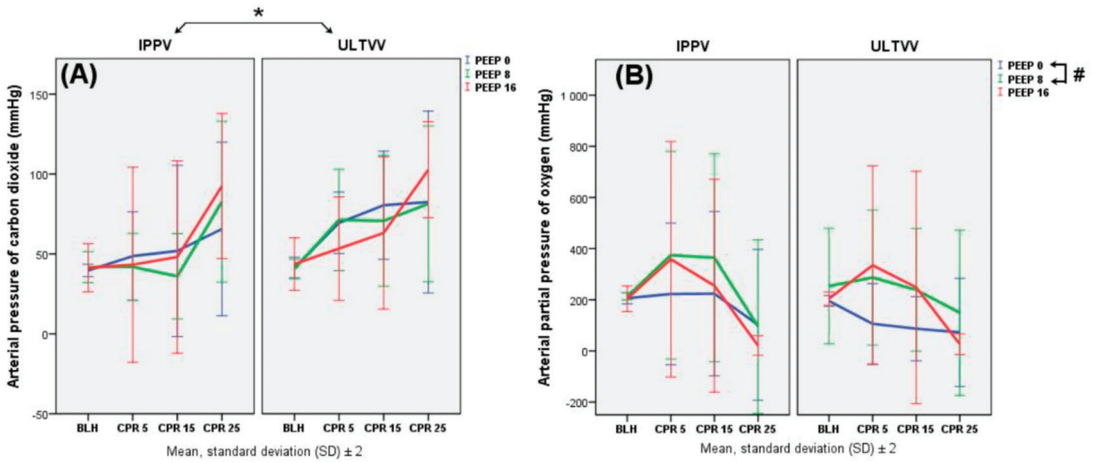 *
IPPV
ULTVV
(A)
PEEP 0
PEEP 8
PEEP 16
Arterial pressure of carbon dioxide (mmHg)
150
100
50
0
-50
BLH
CPR 5
CPR 15
CPR 25
BLH
CPR 5
CPR 15
CPR 25
Mean, standard deviation (SD) ± 2
IPPV
ULTVV
(B)
PEEP 0
PEEP 8
PEEP 16
#
Arterial partial pressure of oxygen (mmHg)
1 000
800
600
400
200
0
-200
BLH
CPR 5
CPR 15
CPR 25
BLH
CPR 5
CPR 15
CPR 25
Mean, standard deviation (SD) ± 2